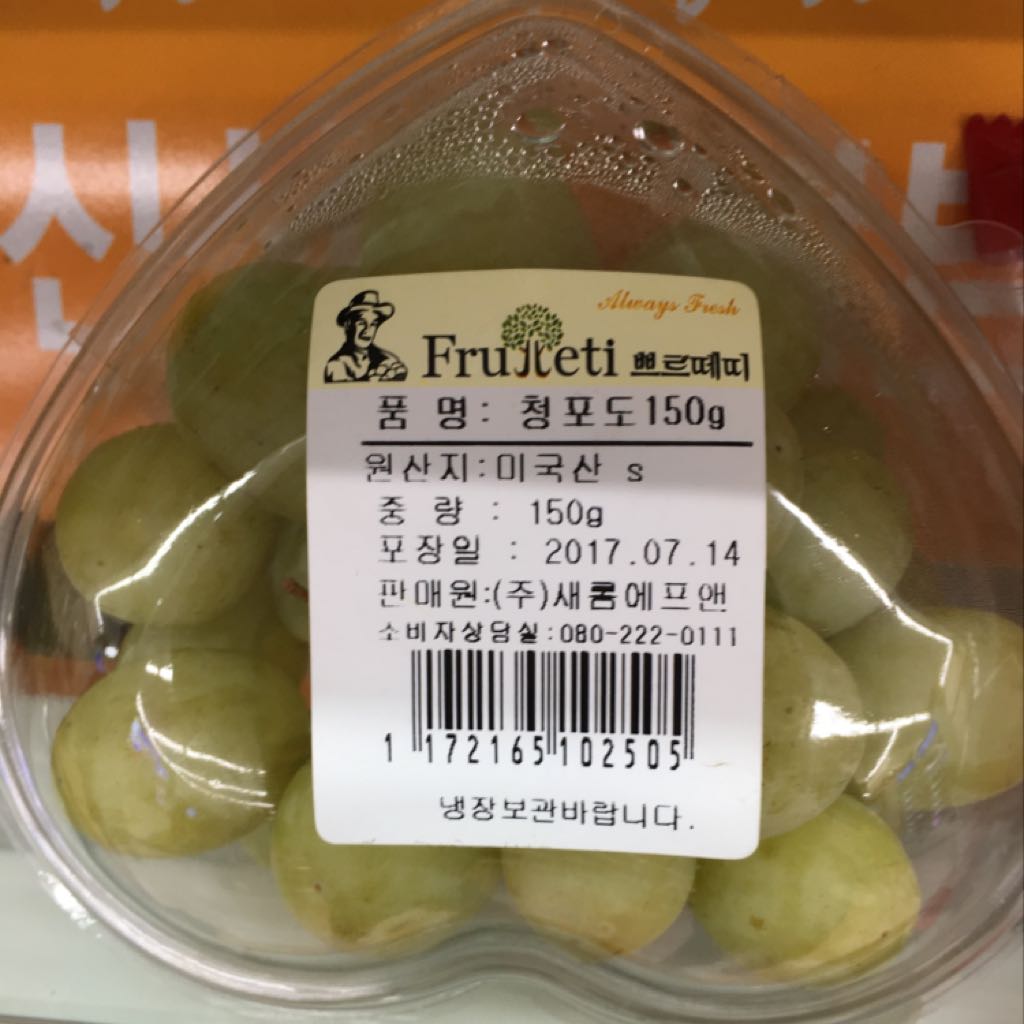 Always Fresh
Frutteti 쁘르떼띠
품 명: 청포도150g
원산지:미국산 s
중 량 : 150g
포장일 : 2017.07.14
판매원:(주)새롬에프앤
소비자상담실:080-222-0111
1 172165 102505
냉장보관바랍니다.